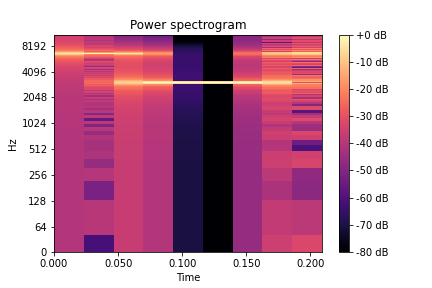 Power spectrogram
8192
4096
2048
1024
512
256
128
64
0
Hz
0.000
0.050
0.100
0.150
0.200
Time
+0 dB
-10 dB
-20 dB
-30 dB
-40 dB
-50 dB
-60 dB
-70 dB
-80 dB